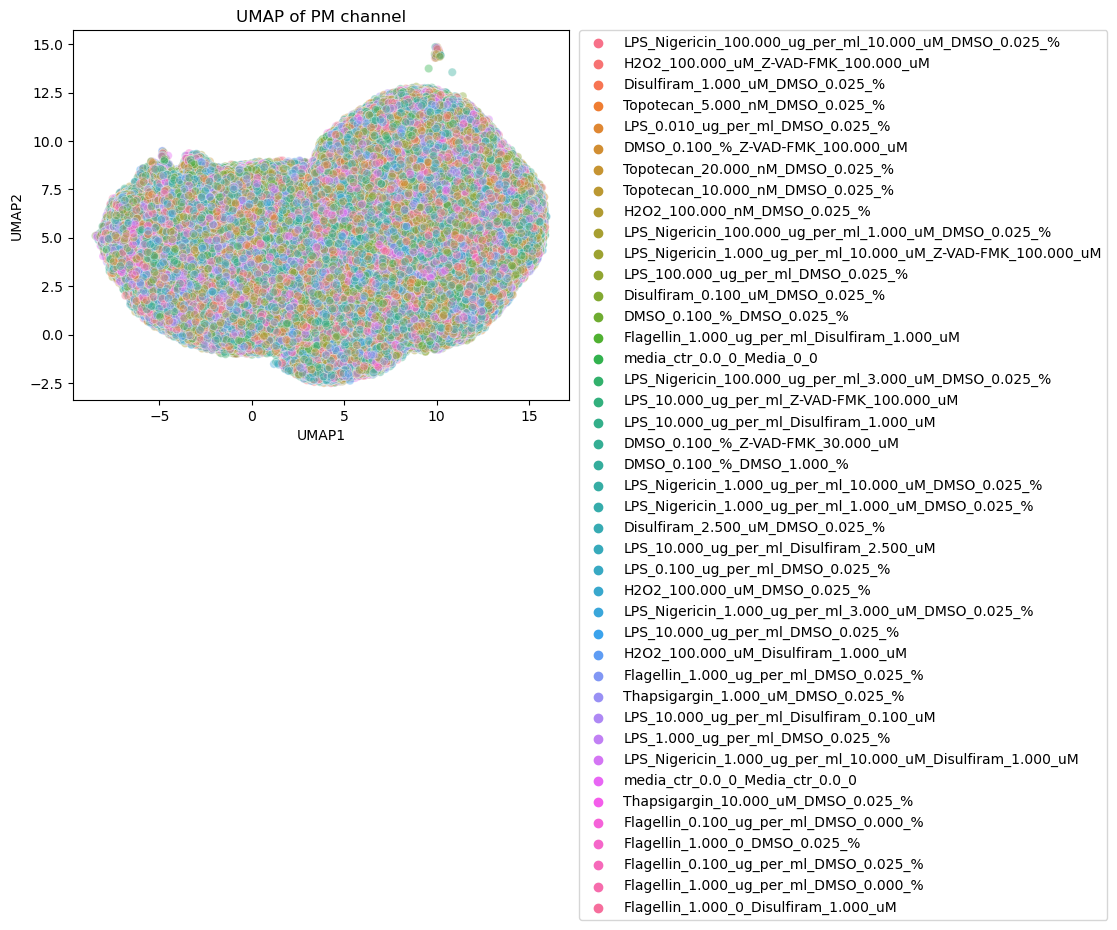 UMAP of PM channel
15.0
12.5
10.0
7.5
5.0
2.5
0.0
−2.5
UMAP2
−5
0
5
10
15
UMAP1
LPS_Nigericin_100.000_ug_per_ml_10.000_uM_DMSO_0.025_%
H2O2_100.000_uM_Z-VAD-FMK_100.000_uM
Disulfiram_1.000_uM_DMSO_0.025_%
Topotecan_5.000_nM_DMSO_0.025_%
LPS_0.010_ug_per_ml_DMSO_0.025_%
DMSO_0.100_%_Z-VAD-FMK_100.000_uM
Topotecan_20.000_nM_DMSO_0.025_%
Topotecan_10.000_nM_DMSO_0.025_%
H2O2_100.000_nM_DMSO_0.025_%
LPS_Nigericin_100.000_ug_per_ml_1.000_uM_DMSO_0.025_%
LPS_Nigericin_1.000_ug_per_ml_10.000_uM_Z-VAD-FMK_100.000_uM
LPS_100.000_ug_per_ml_DMSO_0.025_%
Disulfiram_0.100_uM_DMSO_0.025_%
DMSO_0.100_%_DMSO_0.025_%
Flagellin_1.000_ug_per_ml_Disulfiram_1.000_uM
media_ctr_0.0_0_Media_0_0
LPS_Nigericin_100.000_ug_per_ml_3.000_uM_DMSO_0.025_%
LPS_10.000_ug_per_ml_Z-VAD-FMK_100.000_uM
LPS_10.000_ug_per_ml_Disulfiram_1.000_uM
DMSO_0.100_%_Z-VAD-FMK_30.000_uM
DMSO_0.100_%_DMSO_1.000_%
LPS_Nigericin_1.000_ug_per_ml_10.000_uM_DMSO_0.025_%
LPS_Nigericin_1.000_ug_per_ml_1.000_uM_DMSO_0.025_%
Disulfiram_2.500_uM_DMSO_0.025_%
LPS_10.000_ug_per_ml_Disulfiram_2.500_uM
LPS_0.100_ug_per_ml_DMSO_0.025_%
H2O2_100.000_uM_DMSO_0.025_%
LPS_Nigericin_1.000_ug_per_ml_3.000_uM_DMSO_0.025_%
LPS_10.000_ug_per_ml_DMSO_0.025_%
H2O2_100.000_uM_Disulfiram_1.000_uM
Flagellin_1.000_ug_per_ml_DMSO_0.025_%
Thapsigargin_1.000_uM_DMSO_0.025_%
LPS_10.000_ug_per_ml_Disulfiram_0.100_uM
LPS_1.000_ug_per_ml_DMSO_0.025_%
LPS_Nigericin_1.000_ug_per_ml_10.000_uM_Disulfiram_1.000_uM
media_ctr_0.0_0_Media_ctr_0.0_0
Thapsigargin_10.000_uM_DMSO_0.025_%
Flagellin_0.100_ug_per_ml_DMSO_0.000_%
Flagellin_1.000_0_DMSO_0.025_%
Flagellin_0.100_ug_per_ml_DMSO_0.025_%
Flagellin_1.000_ug_per_ml_DMSO_0.000_%
Flagellin_1.000_0_Disulfiram_1.000_uM